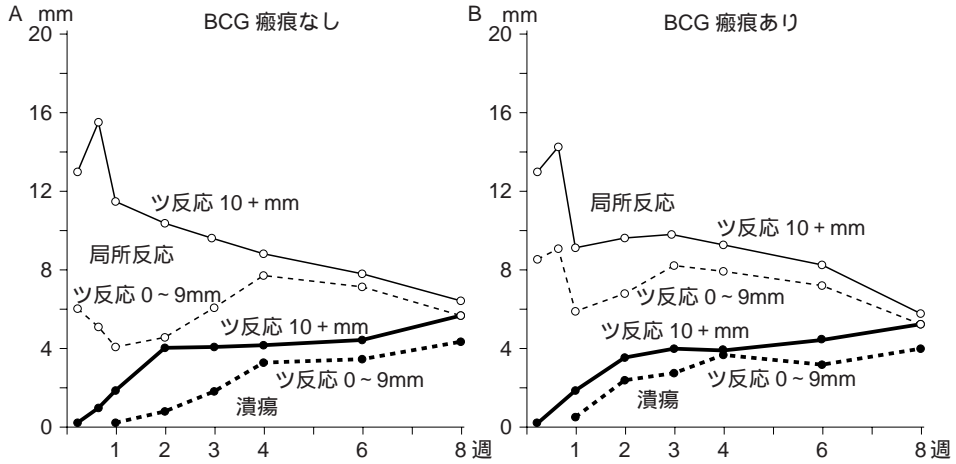 A mm BCG 瘢痕なし
20
16
12
8
4
0
ツ反応 10 + mm
局所反応
ツ反応 0 ~ 9mm
ツ反応 10 + mm
ツ反応 0 ~ 9mm
潰瘍
1 2 3 4 6 8 週
B mm BCG 瘢痕あり
20
16
12
8
4
0
局所反応
ツ反応 10 + mm
ツ反応 0 ~ 9mm
ツ反応 10 + mm
ツ反応 0 ~ 9mm
潰瘍
1 2 3 4 6 8 週